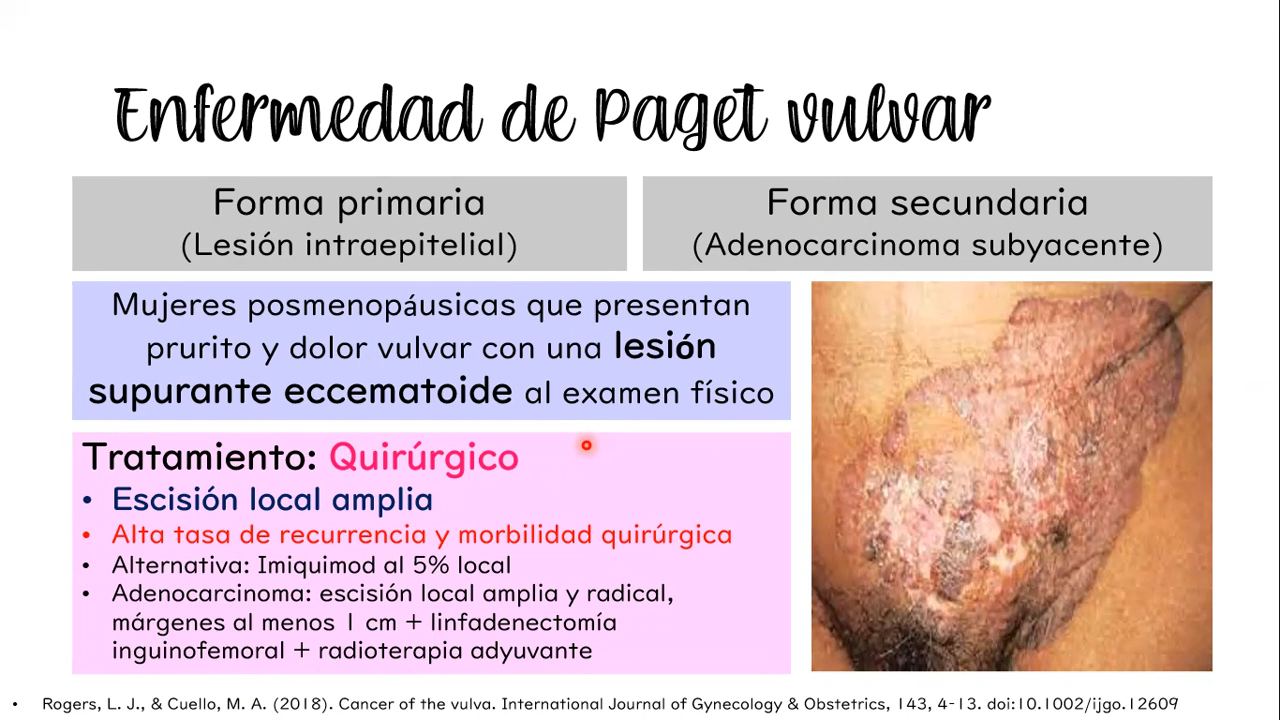 Enfermedad de Paget vulvar
Forma primaria
(Lesión intraepitelial)
Forma secundaria
(Adenocarcinoma subyacente)
Mujeres posmenopáusicas que presentan
prurito y dolor vulvar con una lesión
supurante eccematoide al examen físico
Tratamiento: Quirúrgico
• Escisión local amplia
• Alta tasa de recurrencia y morbilidad quirúrgica
• Alternativa: Imiquimod al 5% local
• Adenocarcinoma: escisión local amplia y radical,
márgenes al menos 1 cm + linfadenectomía
inguinofemoral + radioterapia adyuvante
• Rogers, L. J., & Cuello, M. A. (2018). Cancer of the vulva. International Journal of Gynecology & Obstetrics, 143, 4-13. doi:10.1002/ijgo.12609